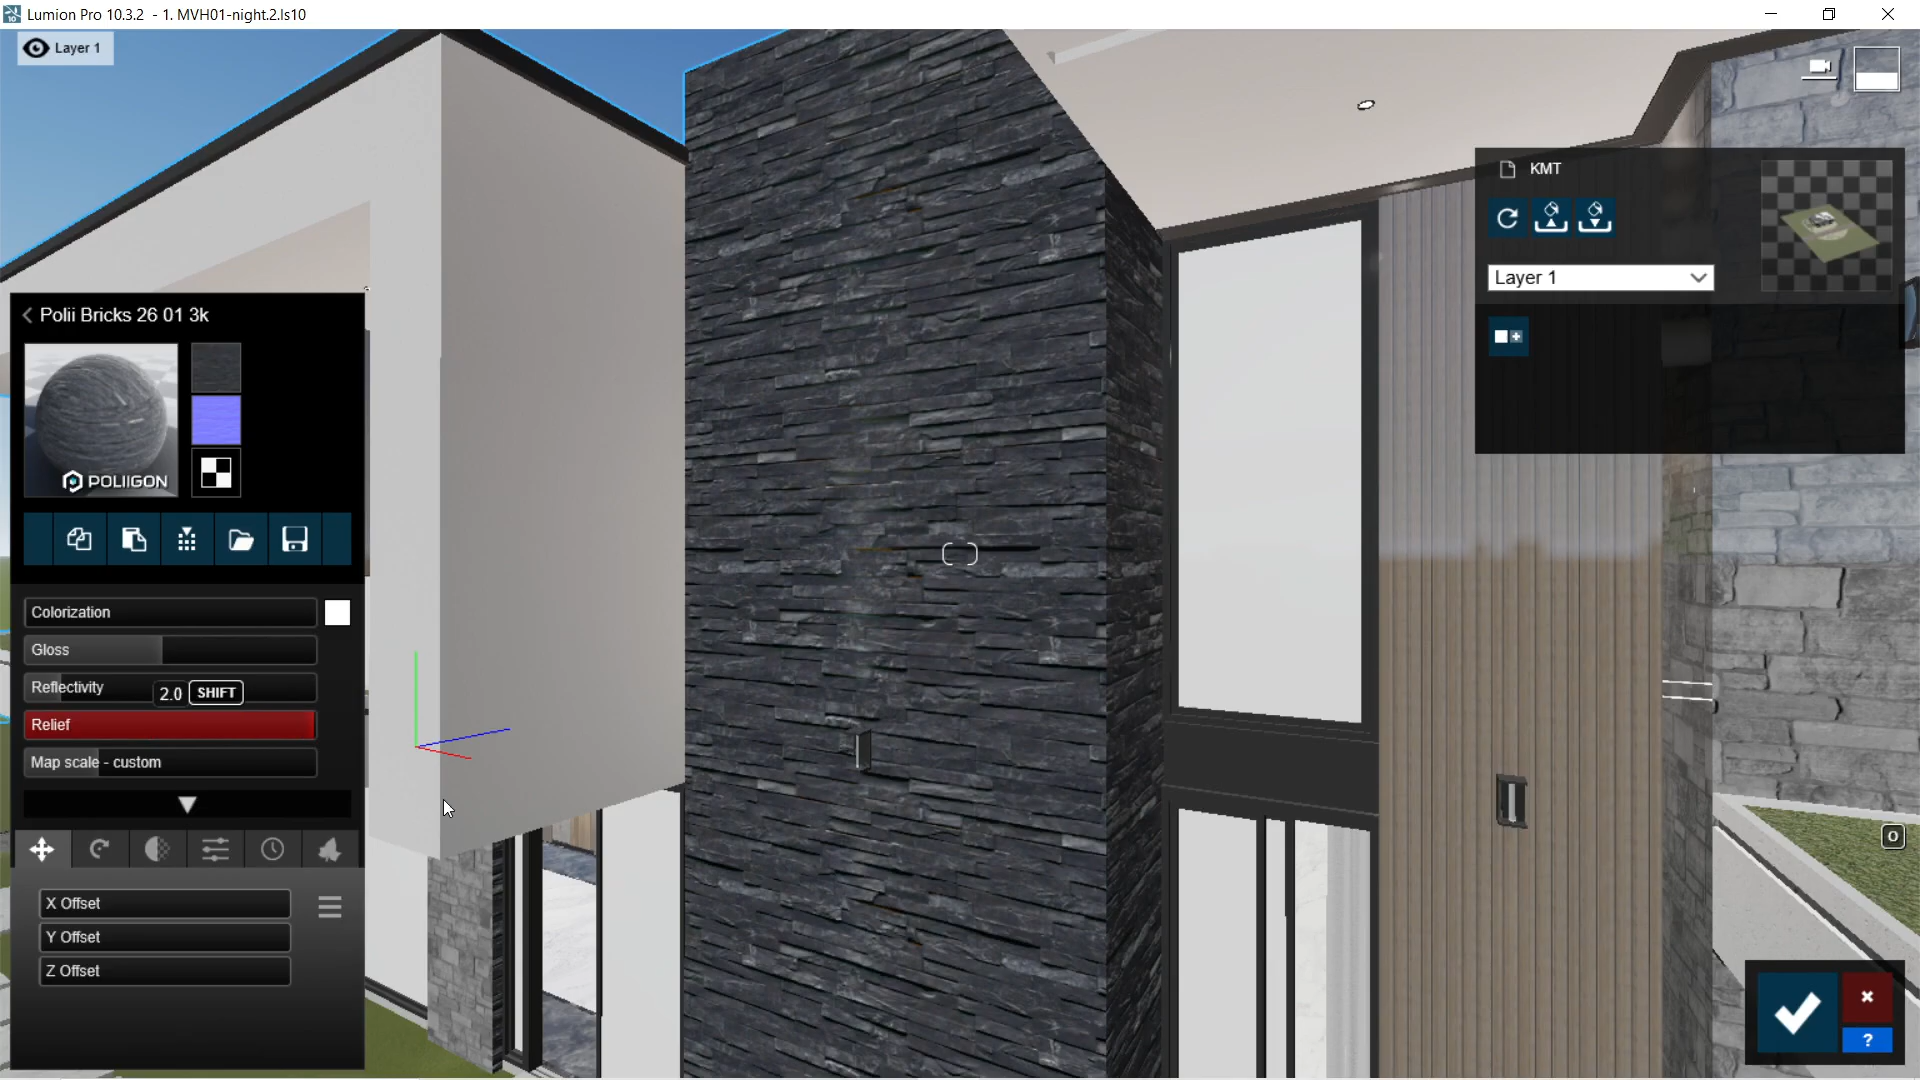 Lumion Pro 10.3.2 - 1. MVH01-night.2.ls10
Layer 1
KMT
Layer 1
Polii Bricks 26 01 3k
POLIIGON
Colorization
Gloss
Reflectivity
2.0 SHIFT
Relief
Map scale - custom
O
X Offset
Y Offset
Z Offset
?